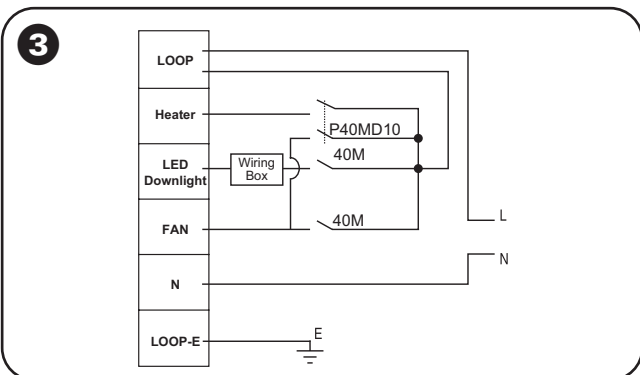 3
LOOP
Heater
P40MD10
40M
LED
Downlight
Wiring
Box
40M
FAN
L
N
N
LOOP-E
E